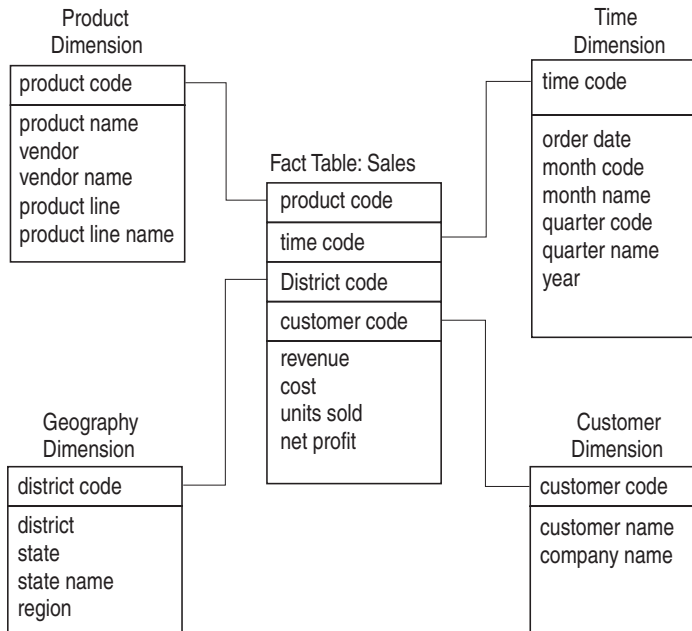 Product
Dimension
product code
product name
vendor
vendor name
product line
product line name
Time
Dimension
time code
order date
month code
month name
quarter code
quarter name
year
Fact Table: Sales
product code
time code
District code
customer code
revenue
cost
units sold
net profit
Geography
Dimension
district code
district
state
state name
region
Customer
Dimension
customer code
customer name
company name